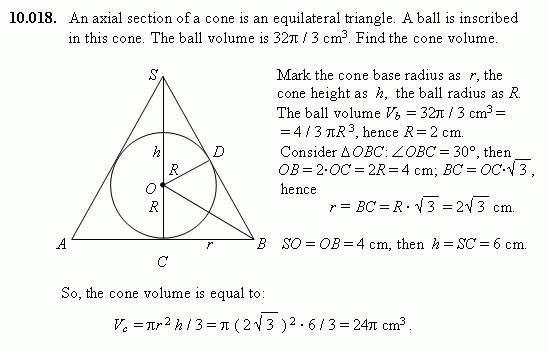 10.018. An axial section of a cone is an equilateral triangle. A ball is inscribed
in this cone. The ball volume is 32π / 3 cm³. Find the cone volume.
S
h
D
R
O
R
A
r
B
C
Mark the cone base radius as r, the
cone height as h, the ball radius as R.
The ball volume V_b = 32π / 3 cm³ =
= 4 / 3 πR³, hence R = 2 cm.
Consider ΔOBC: ∠OBC = 30°, then
OB = 2·OC = 2R = 4 cm; BC = OC·√3,
hence
r = BC = R · √3 = 2√3 cm.
SO = OB = 4 cm, then h = SC = 6 cm.
So, the cone volume is equal to:
V_c = πr² h / 3 = π (2√3)² · 6 / 3 = 24π cm³.